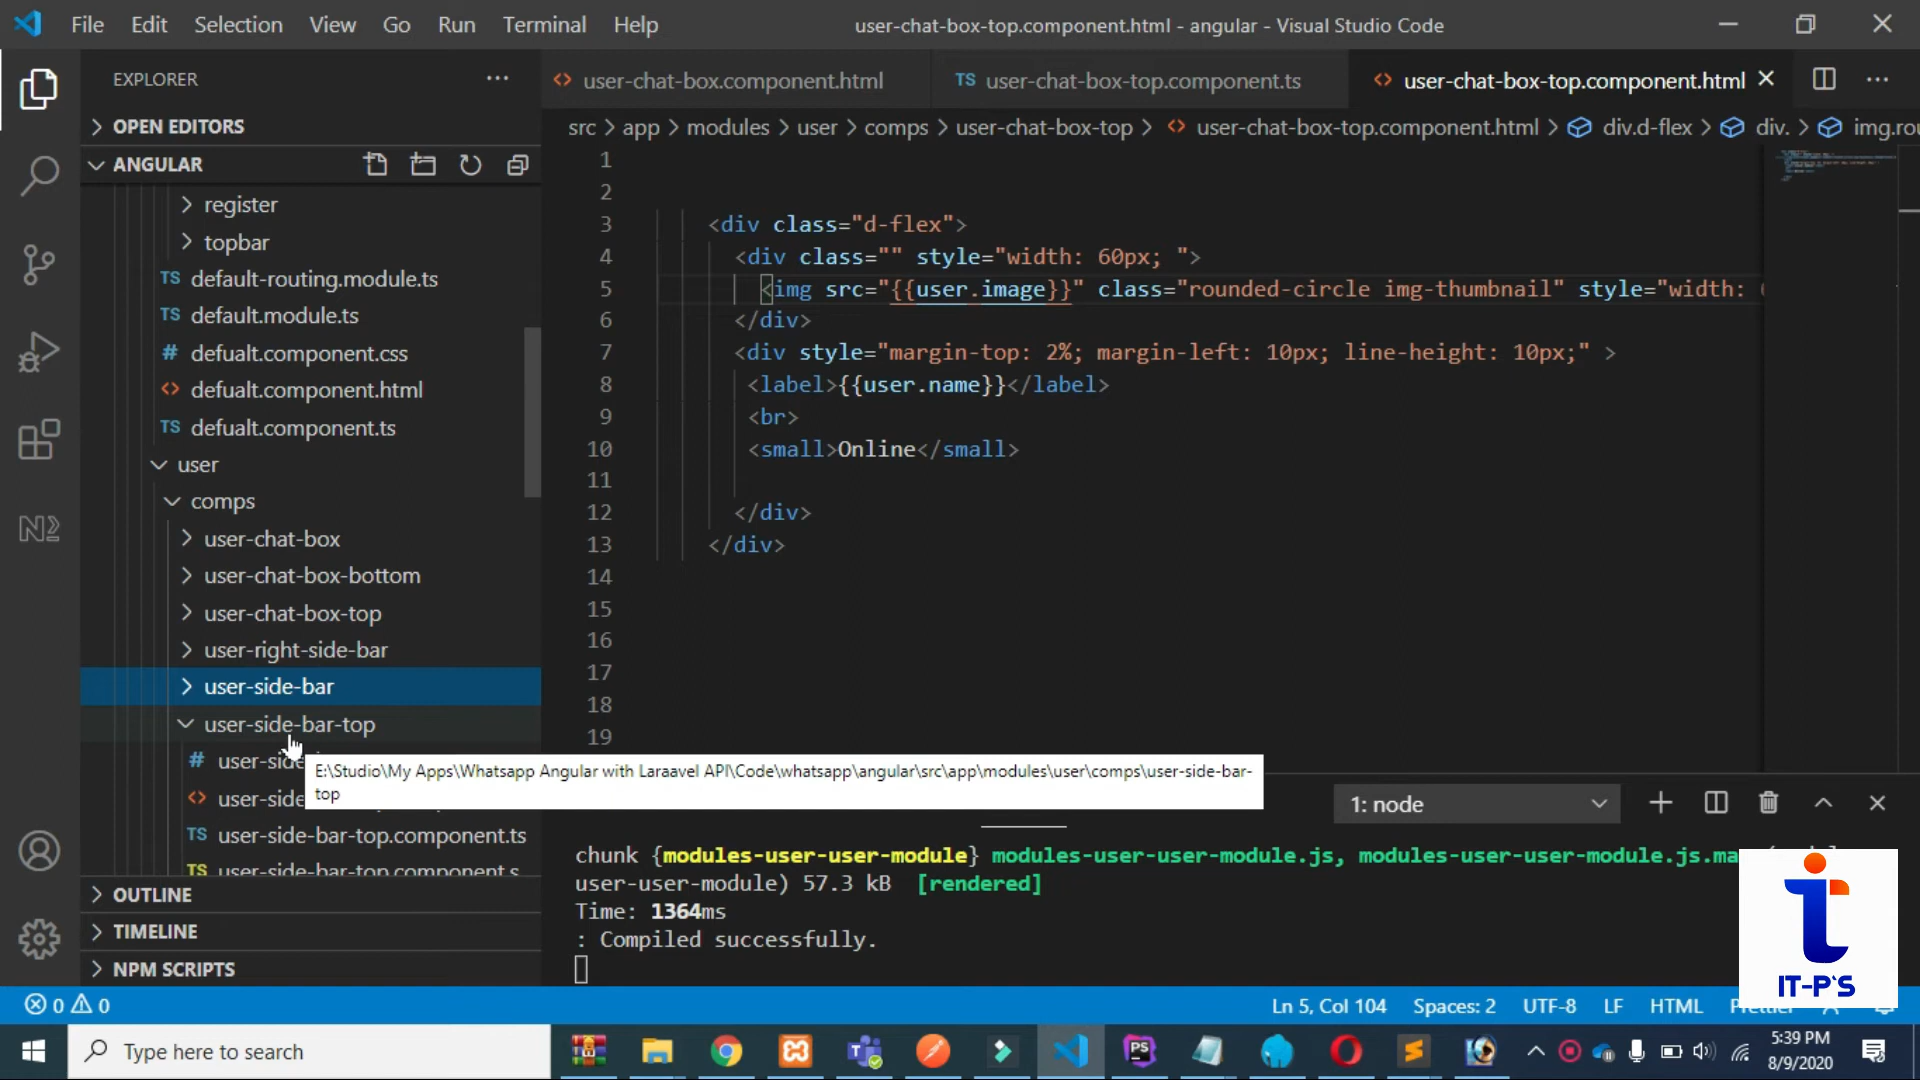 File Edit Selection View Go Run Terminal Help
user-chat-box-top.component.html - angular - Visual Studio Code
EXPLORER
OPEN EDITORS
ANGULAR
register
topbar
TS default-routing.module.ts
TS default.module.ts
# defualt.component.css
<> defualt.component.html
TS defualt.component.ts
user
comps
user-chat-box
user-chat-box-bottom
user-chat-box-top
user-right-side-bar
user-side-bar
user-side-bar-top
# user-side
<> user-side
TS user-side-bar-top.component.ts
TS user-side-bar-top.component.s
OUTLINE
TIMELINE
NPM SCRIPTS
<> user-chat-box.component.html
TS user-chat-box-top.component.ts
<> user-chat-box-top.component.html
src > app > modules > user > comps > user-chat-box-top > <> user-chat-box-top.component.html > div.d-flex > div. > img.rou
1
2
3 <div class="d-flex">
4 <div class="" style="width: 60px; ">
5 <img src="{{user.image}}" class="rounded-circle img-thumbnail" style="width:
6 </div>
7 <div style="margin-top: 2%; margin-left: 10px; line-height: 10px;" >
8 <label>{{user.name}}</label>
9 <br>
10 <small>Online</small>
11
12 </div>
13 </div>
14
15
16
17
18
19
E:\Studio\My Apps\Whatsapp Angular with Laraavel API\Code\whatsapp\angular\src\app\modules\user\comps\user-side-bar-
top
1: node
chunk {modules-user-user-module} modules-user-user-module.js, modules-user-user-module.js.ma
user-user-module) 57.3 kB [rendered]
Time: 1364ms
: Compiled successfully.
IT-P'S
0 0
Ln 5, Col 104 Spaces: 2 UTF-8 LF HTML Prettier
Type here to search
5:39 PM
8/9/2020